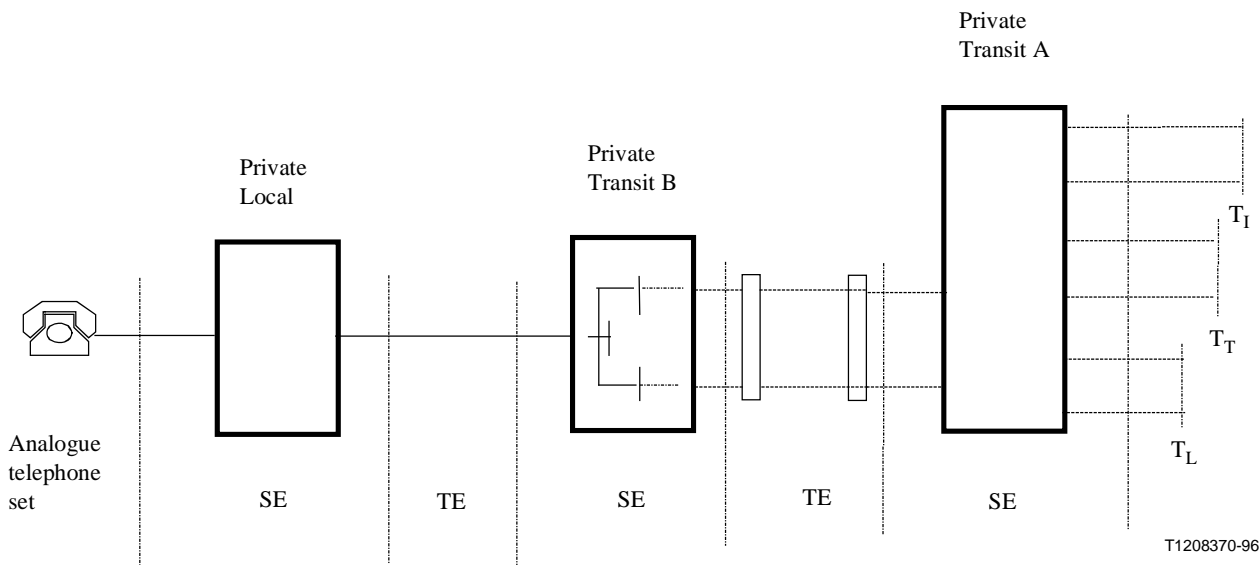 Private
Transit A
Private
Transit B
Private
Local
T_I
T_T
T_L
Analogue
telephone
set
SE
TE
SE
TE
SE
T1208370-96